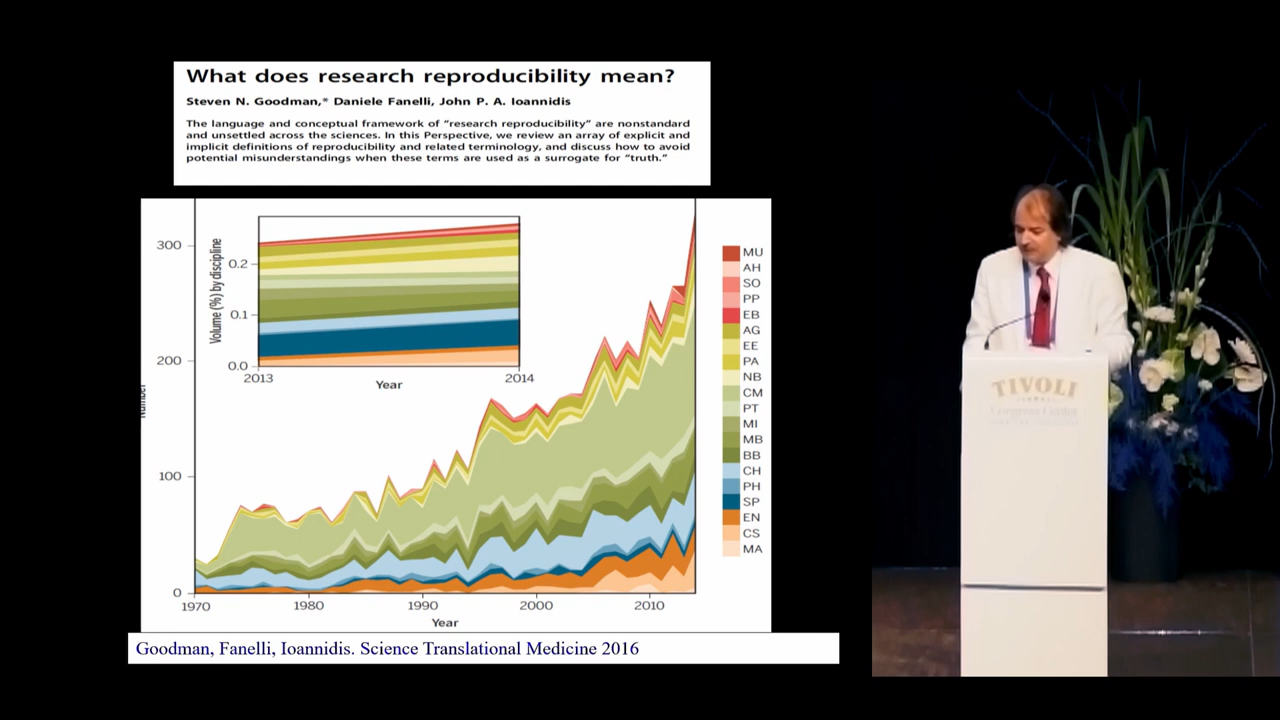 What does research reproducibility mean?
Steven N. Goodman,* Daniele Fanelli, John P. A. Ioannidis
The language and conceptual framework of “research reproducibility” are nonstandard
and unsettled across the sciences. In this Perspective, we review an array of explicit and
implicit definitions of reproducibility and related terminology, and discuss how to avoid
potential misunderstandings when these terms are used as a surrogate for “truth.”
300
200
100
0
1970
1980
1990
2000
2010
Year
Volume (%) by discipline
0.2
0.1
0.0
2013
2014
Year
MU
AH
SO
PP
EB
AG
EE
PA
NB
CM
PT
MI
MB
BB
CH
PH
SP
EN
CS
MA
Goodman, Fanelli, Ioannidis. Science Translational Medicine 2016
TIVOLI
Congress Center